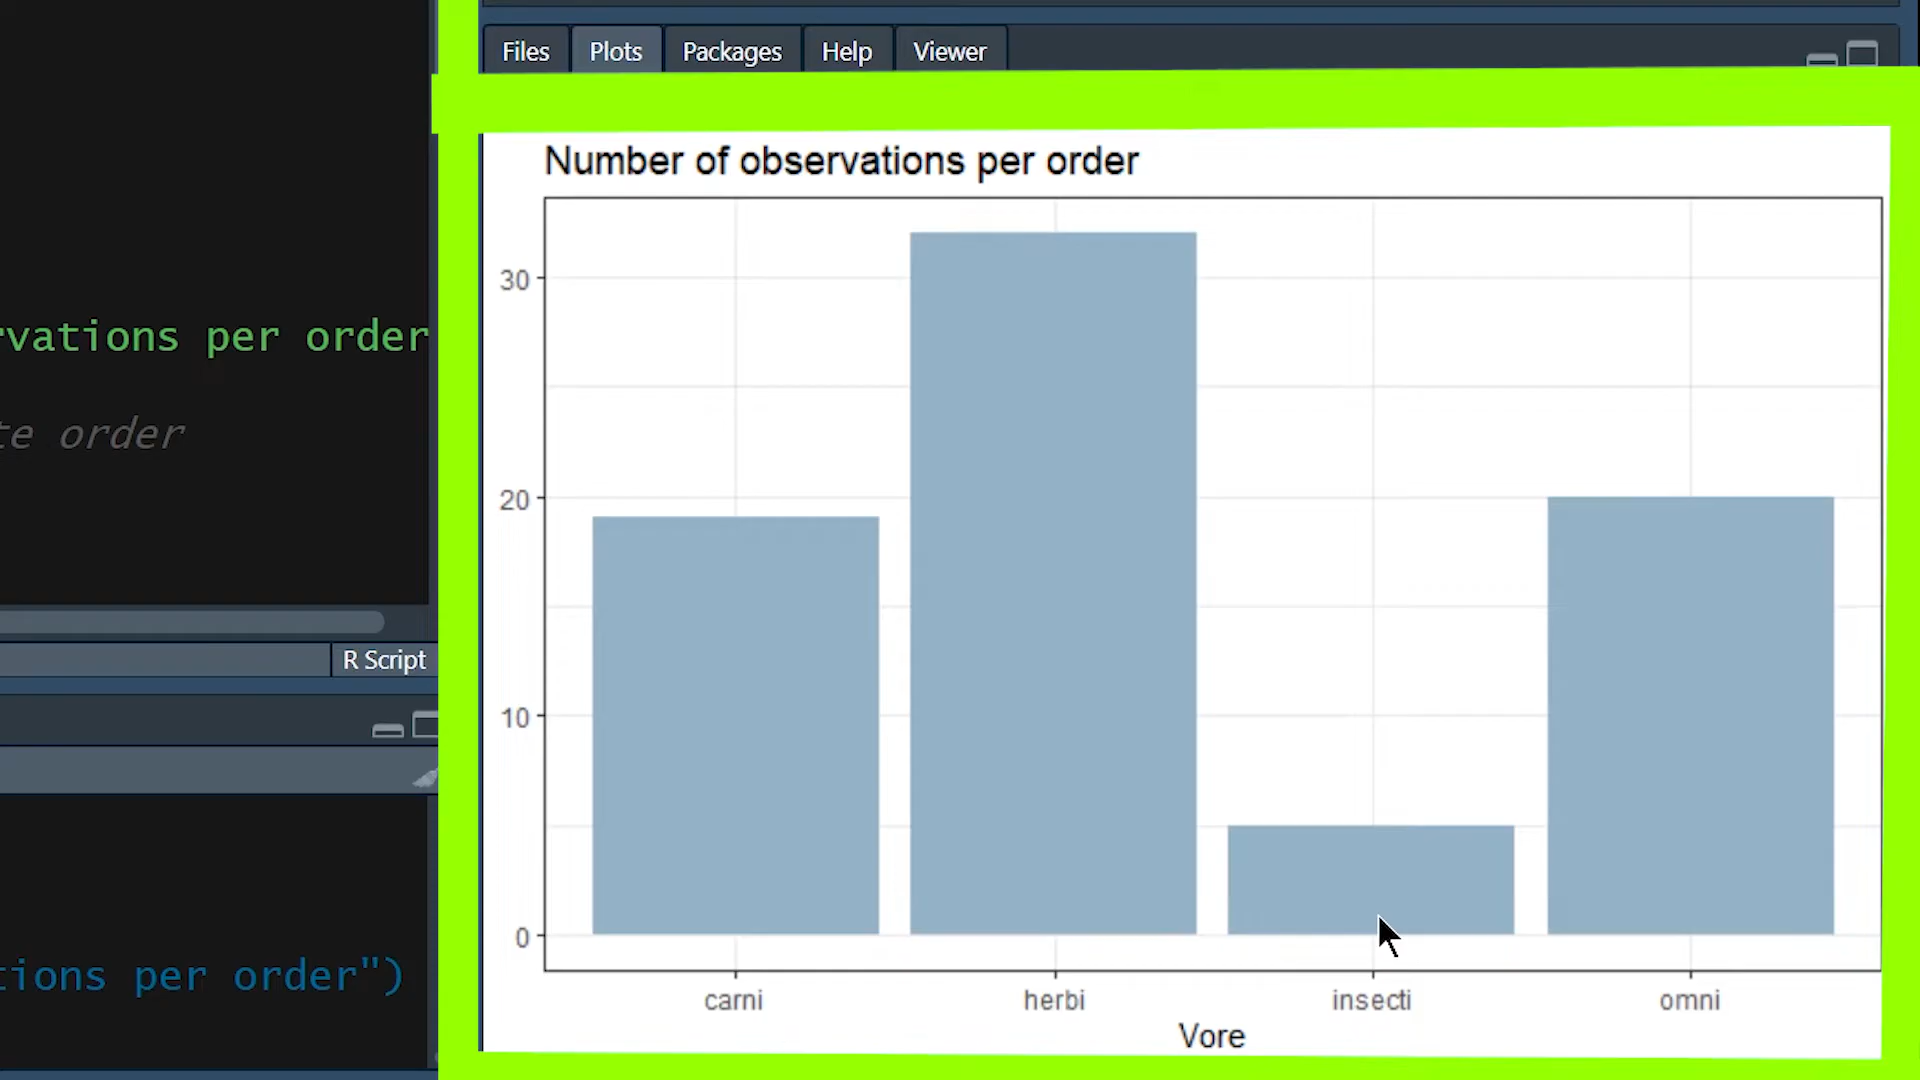 Files Plots Packages Help Viewer
Number of observations per order
30
20
10
0
carni herbi insecti omni
Vore
rvations per order
te order
R Script
tions per order")